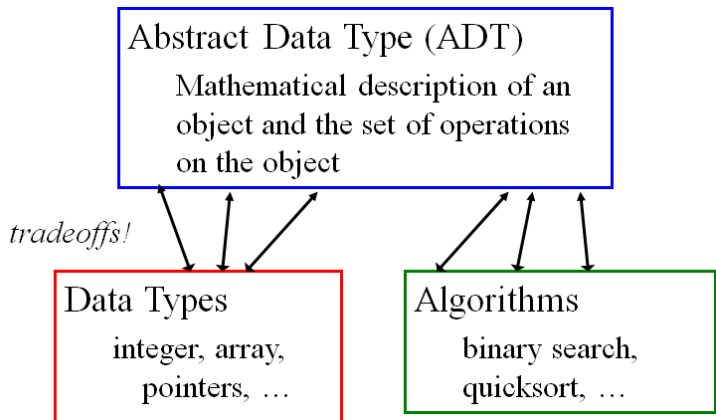 Abstract Data Type (ADT)
Mathematical description of an
object and the set of operations
on the object
tradeoffs!
Data Types
integer, array,
pointers, …
Algorithms
binary search,
quicksort, …